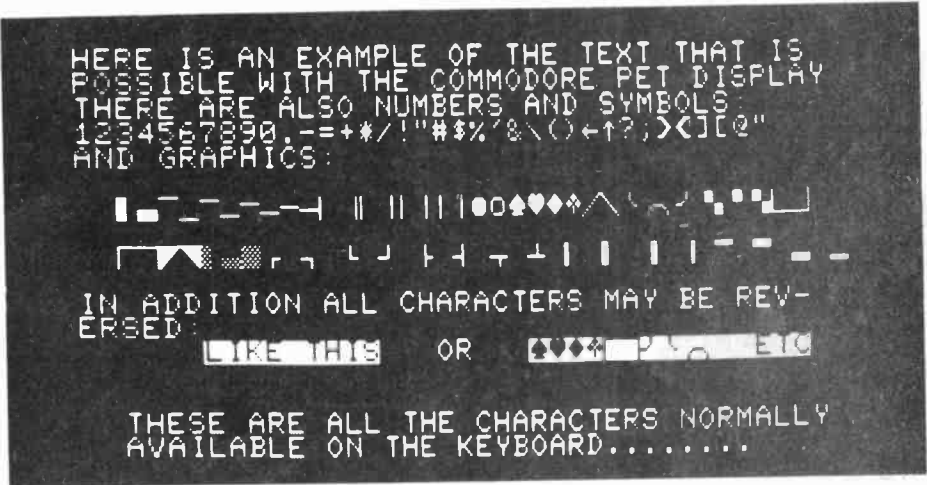 HERE IS AN EXAMPLE OF THE TEXT THAT IS
POSSIBLE WITH THE COMMODORE PET DISPLAY
THERE ARE ALSO NUMBERS AND SYMBOLS:
1234567890.-=+*/!"#$%'&\()←↑?;><][@"
AND GRAPHICS:
IN ADDITION ALL CHARACTERS MAY BE REV-
ERSED:
LIKE THIS OR ♠♥♦♣ ETC
THESE ARE ALL THE CHARACTERS NORMALLY
AVAILABLE ON THE KEYBOARD........